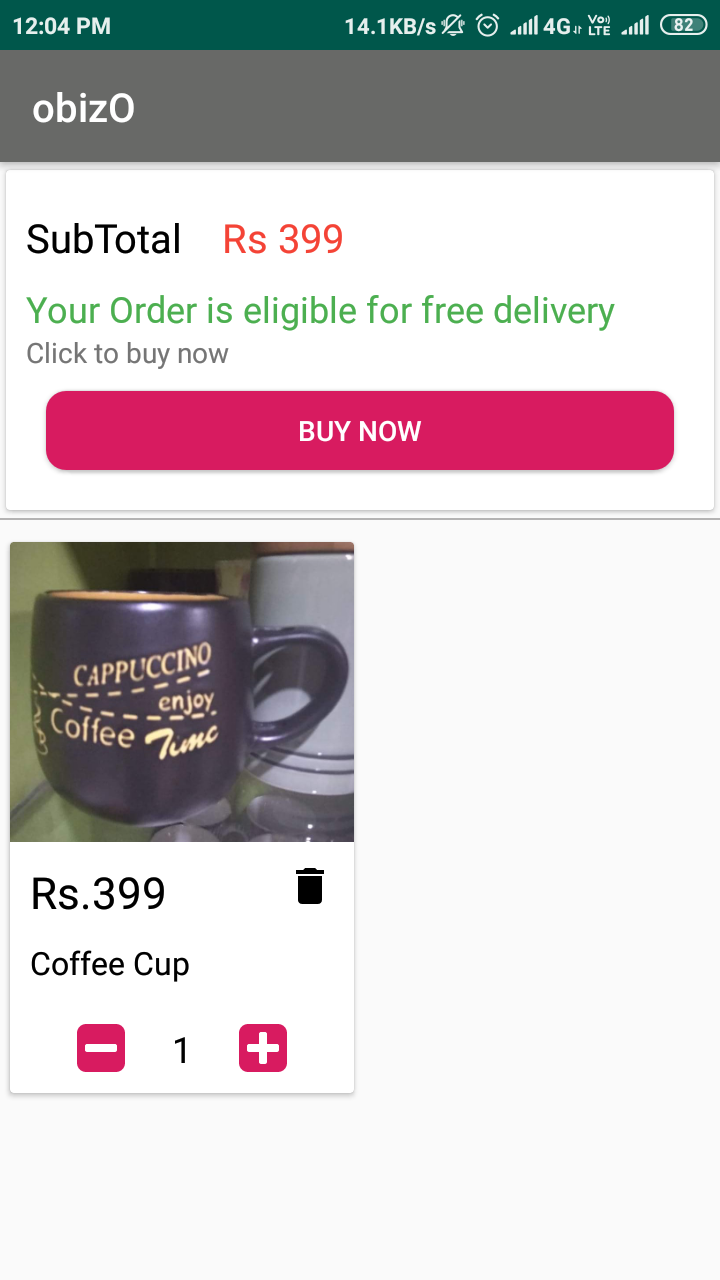 12:04 PM 14.1KB/s 4G Vo)) LTE 82
obizO
SubTotal Rs 399
Your Order is eligible for free delivery
Click to buy now
BUY NOW
CAPPUCCINO
enjoy
Coffee Time
Rs.399
Coffee Cup
1